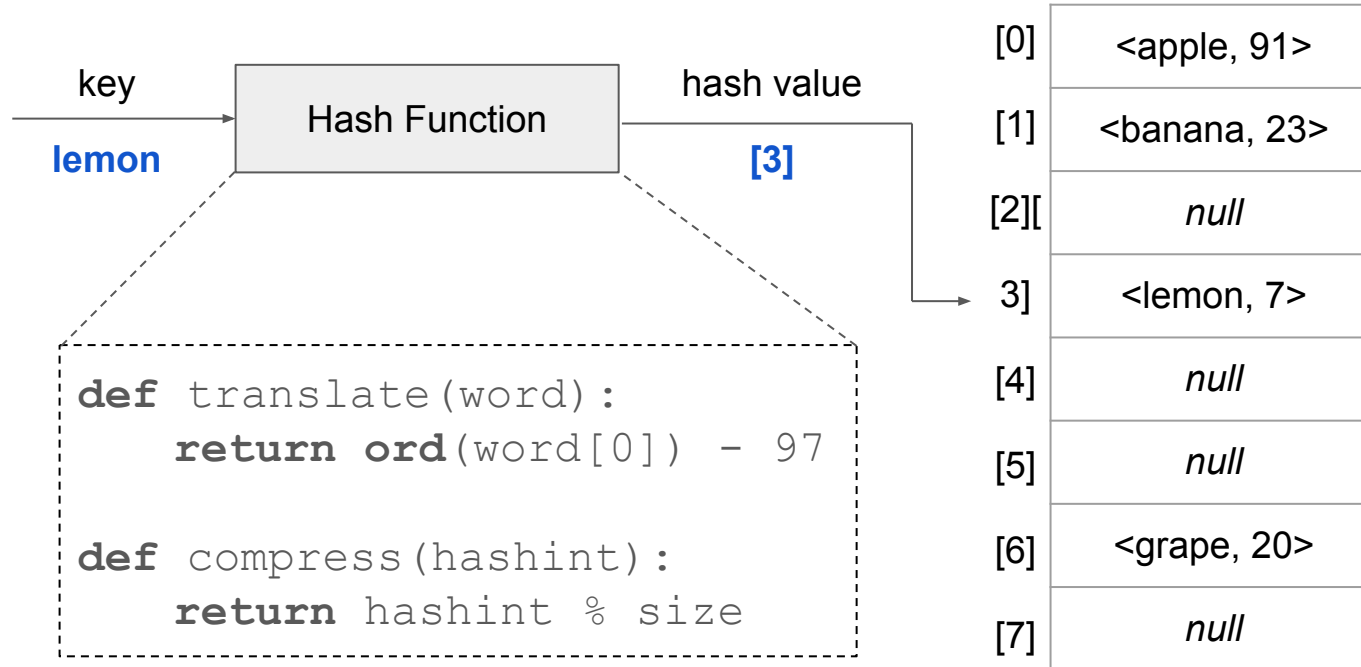 key
lemon
Hash Function
hash value
[3]
def translate(word):
    return ord(word[0]) - 97
def compress(hashint):
    return hashint % size
[0] <apple, 91>
[1] <banana, 23>
[2][ null
3] <lemon, 7>
[4] null
[5] null
[6] <grape, 20>
[7] null